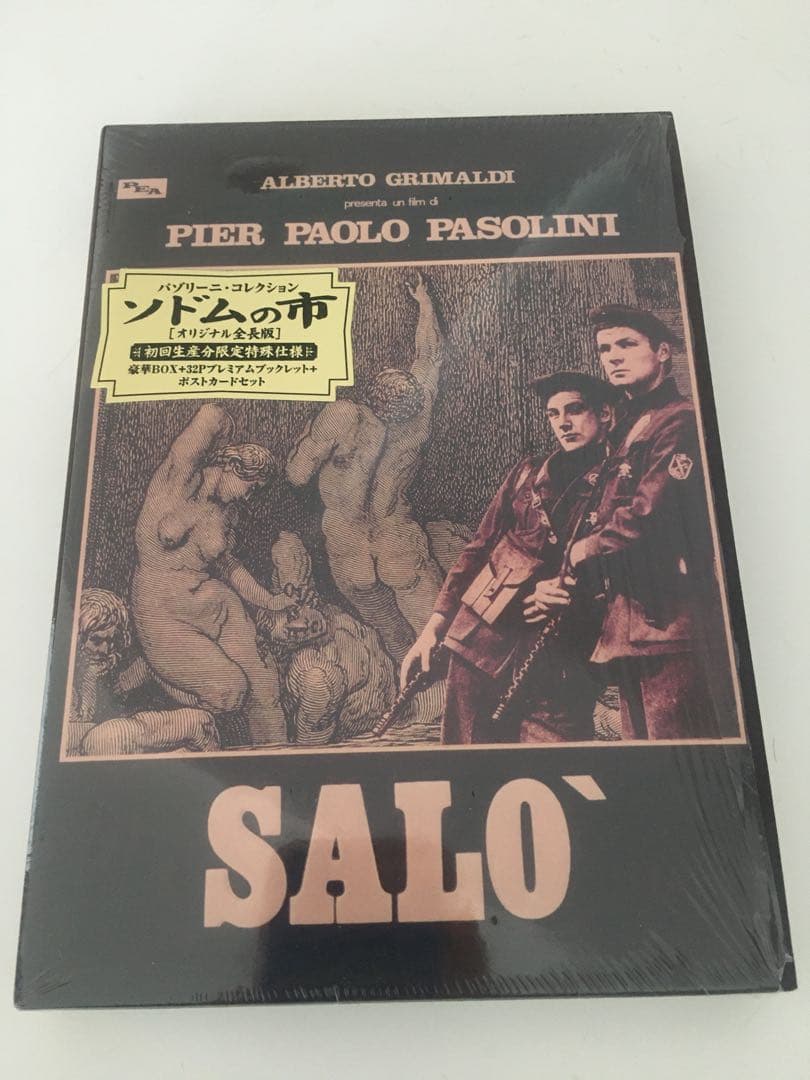 PEA
ALBERTO GRIMALDI
presenta un film di
PIER PAOLO PASOLINI
パゾリーニ・コレクション
ソドムの市
[オリジナル全長版]
初回生産分限定特殊仕様
豪華BOX+32Pプレミアムブックレット+
ポストカードセット
SALO`